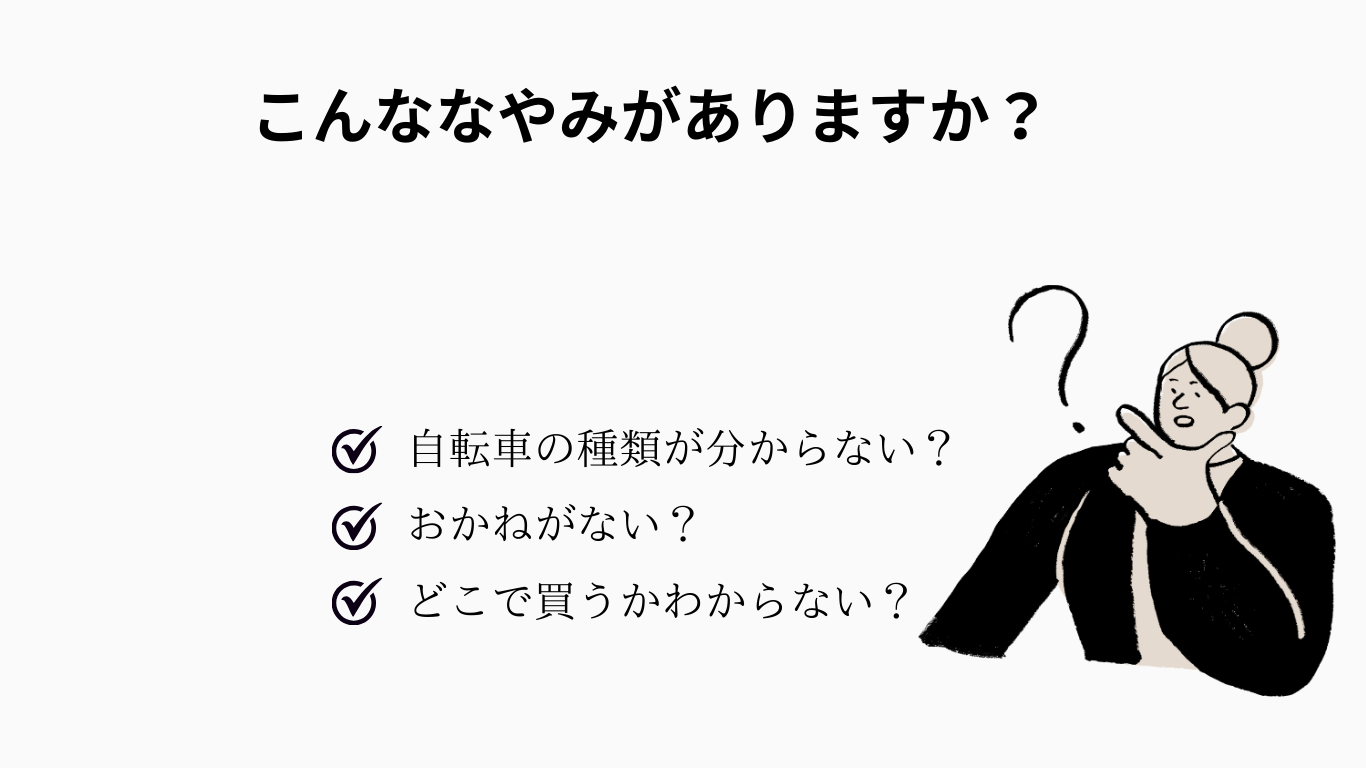 こんななやみがありますか？
自転車の種類が分からない？
おかねがない？
どこで買うかわからない？